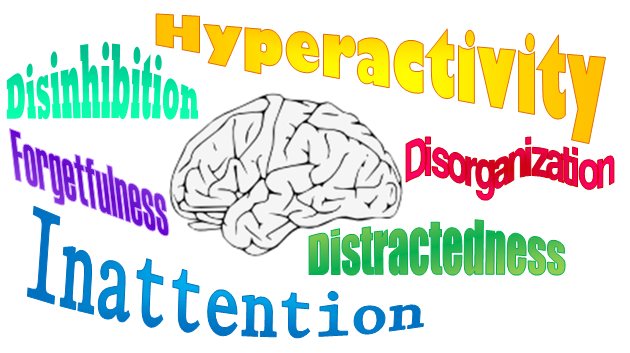 Hyperactivity
Disinhibition
Forgetfulness
Disorganization
Distractedness
Inattention